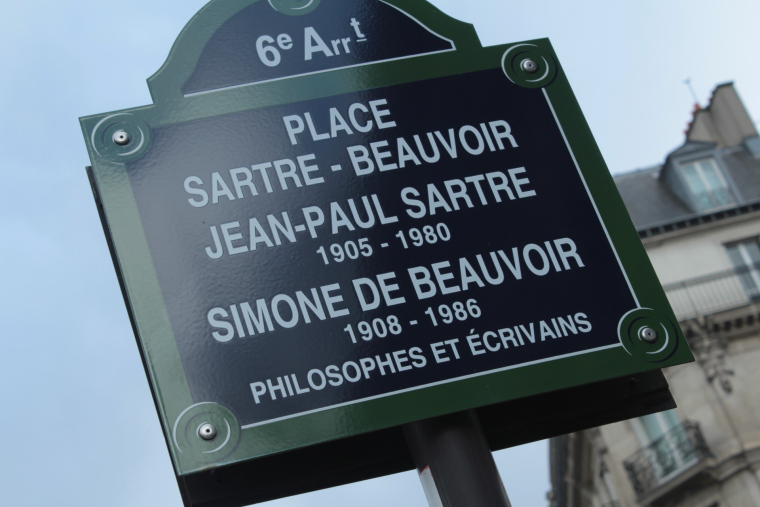 6e Arrt
PLACE
SARTRE - BEAUVOIR
JEAN-PAUL SARTRE
1905 - 1980
SIMONE DE BEAUVOIR
1908 - 1986
PHILOSOPHES ET ÉCRIVAINS